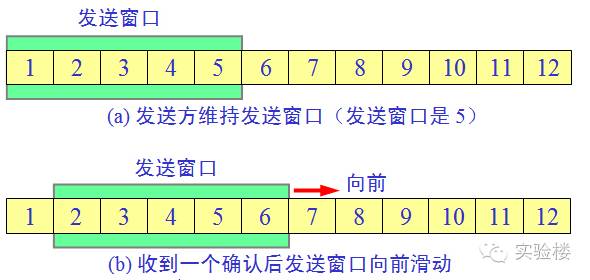 发送窗口
1 2 3 4 5 6 7 8 9 10 11 12
(a) 发送方维持发送窗口（发送窗口是 5）
发送窗口
向前
1 2 3 4 5 6 7 8 9 10 11 12
(b) 收到一个确认后发送窗口向前滑动
实验楼